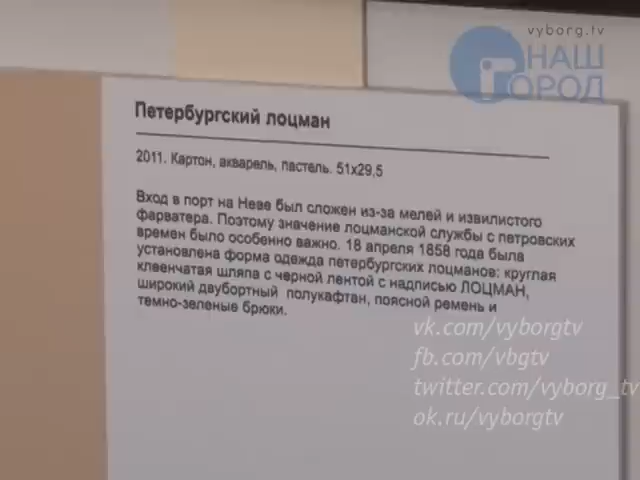 vyborg.tv
НАШ
ГОРОД
Петербургский лоцман
2011. Картон, акварель, пастель. 51х29,5
Вход в порт на Неве был сложен из-за мелей и извилистого
фарватера. Поэтому значение лоцманской службы с петровских
времен было особенно важно. 18 апреля 1858 года была
установлена форма одежда петербургских лоцманов: круглая
клеенчатая шляпа с черной лентой с надписью ЛОЦМАН,
широкий двубортный полукафтан, поясной ремень и
темно-зеленые брюки.
vk.com/vyborgtv
fb.com/vbgtv
twitter.com/vyborg_tv
ok.ru/vyborgtv